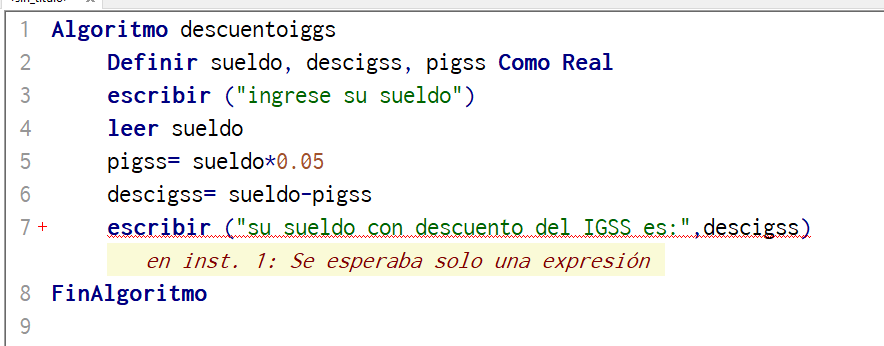 1 Algoritmo descuentoiggs
2 Definir sueldo, descigss, pigss Como Real
3 escribir ("ingrese su sueldo")
4 leer sueldo
5 pigss= sueldo*0.05
6 descigss= sueldo-pigss
7 + escribir ("su sueldo con descuento del IGSS es:",descigss)
en inst. 1: Se esperaba solo una expresión
8 FinAlgoritmo
9